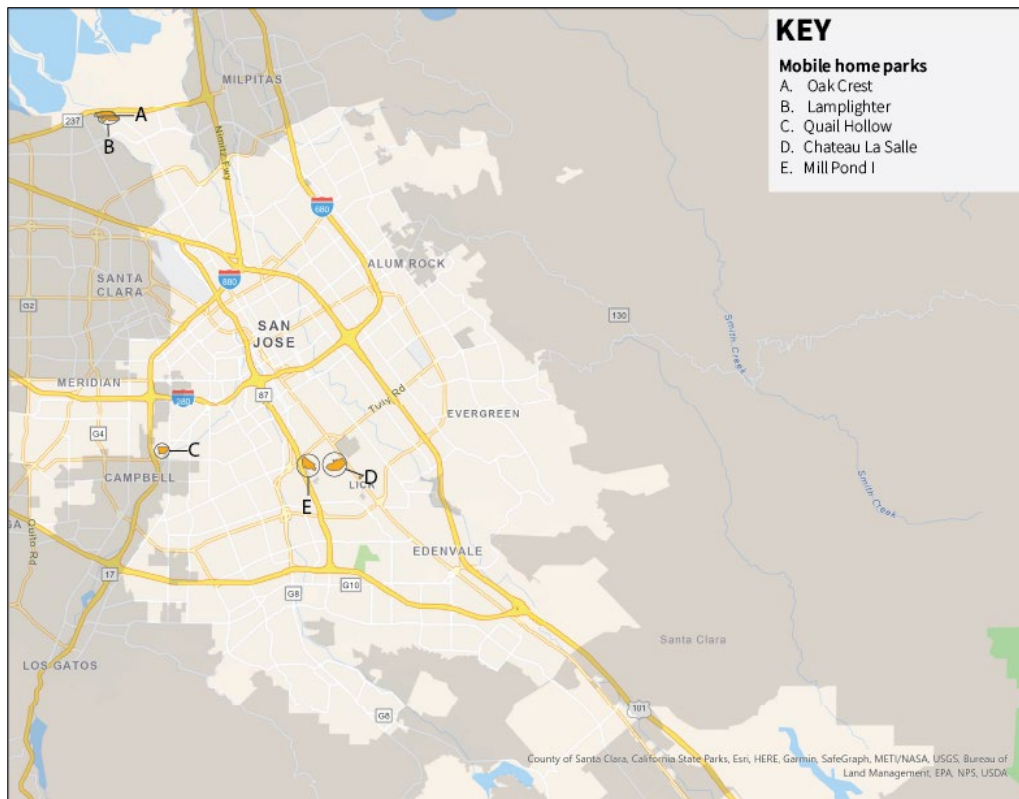 KEY
Mobile home parks
A. Oak Crest
B. Lamplighter
C. Quail Hollow
D. Chateau La Salle
E. Mill Pond I
MILPITAS
A
237
B
Nimitz Fwy
680
ALUM ROCK
SANTA
CLARA
880
G2
SAN
JOSE
130
Smith Creek
MERIDIAN
280
87
Tully Rd
EVERGREEN
G4
C
CAMPBELL
D
LICK
E
Smith Creek
GA
Quito Rd
EDENVALE
17
G8
G10
Santa Clara
LOS GATOS
G8
101
County of Santa Clara, California State Parks, Esri, HERE, Garmin, SafeGraph, METI/NASA, USGS, Bureau of
Land Management, EPA, NPS, USDA